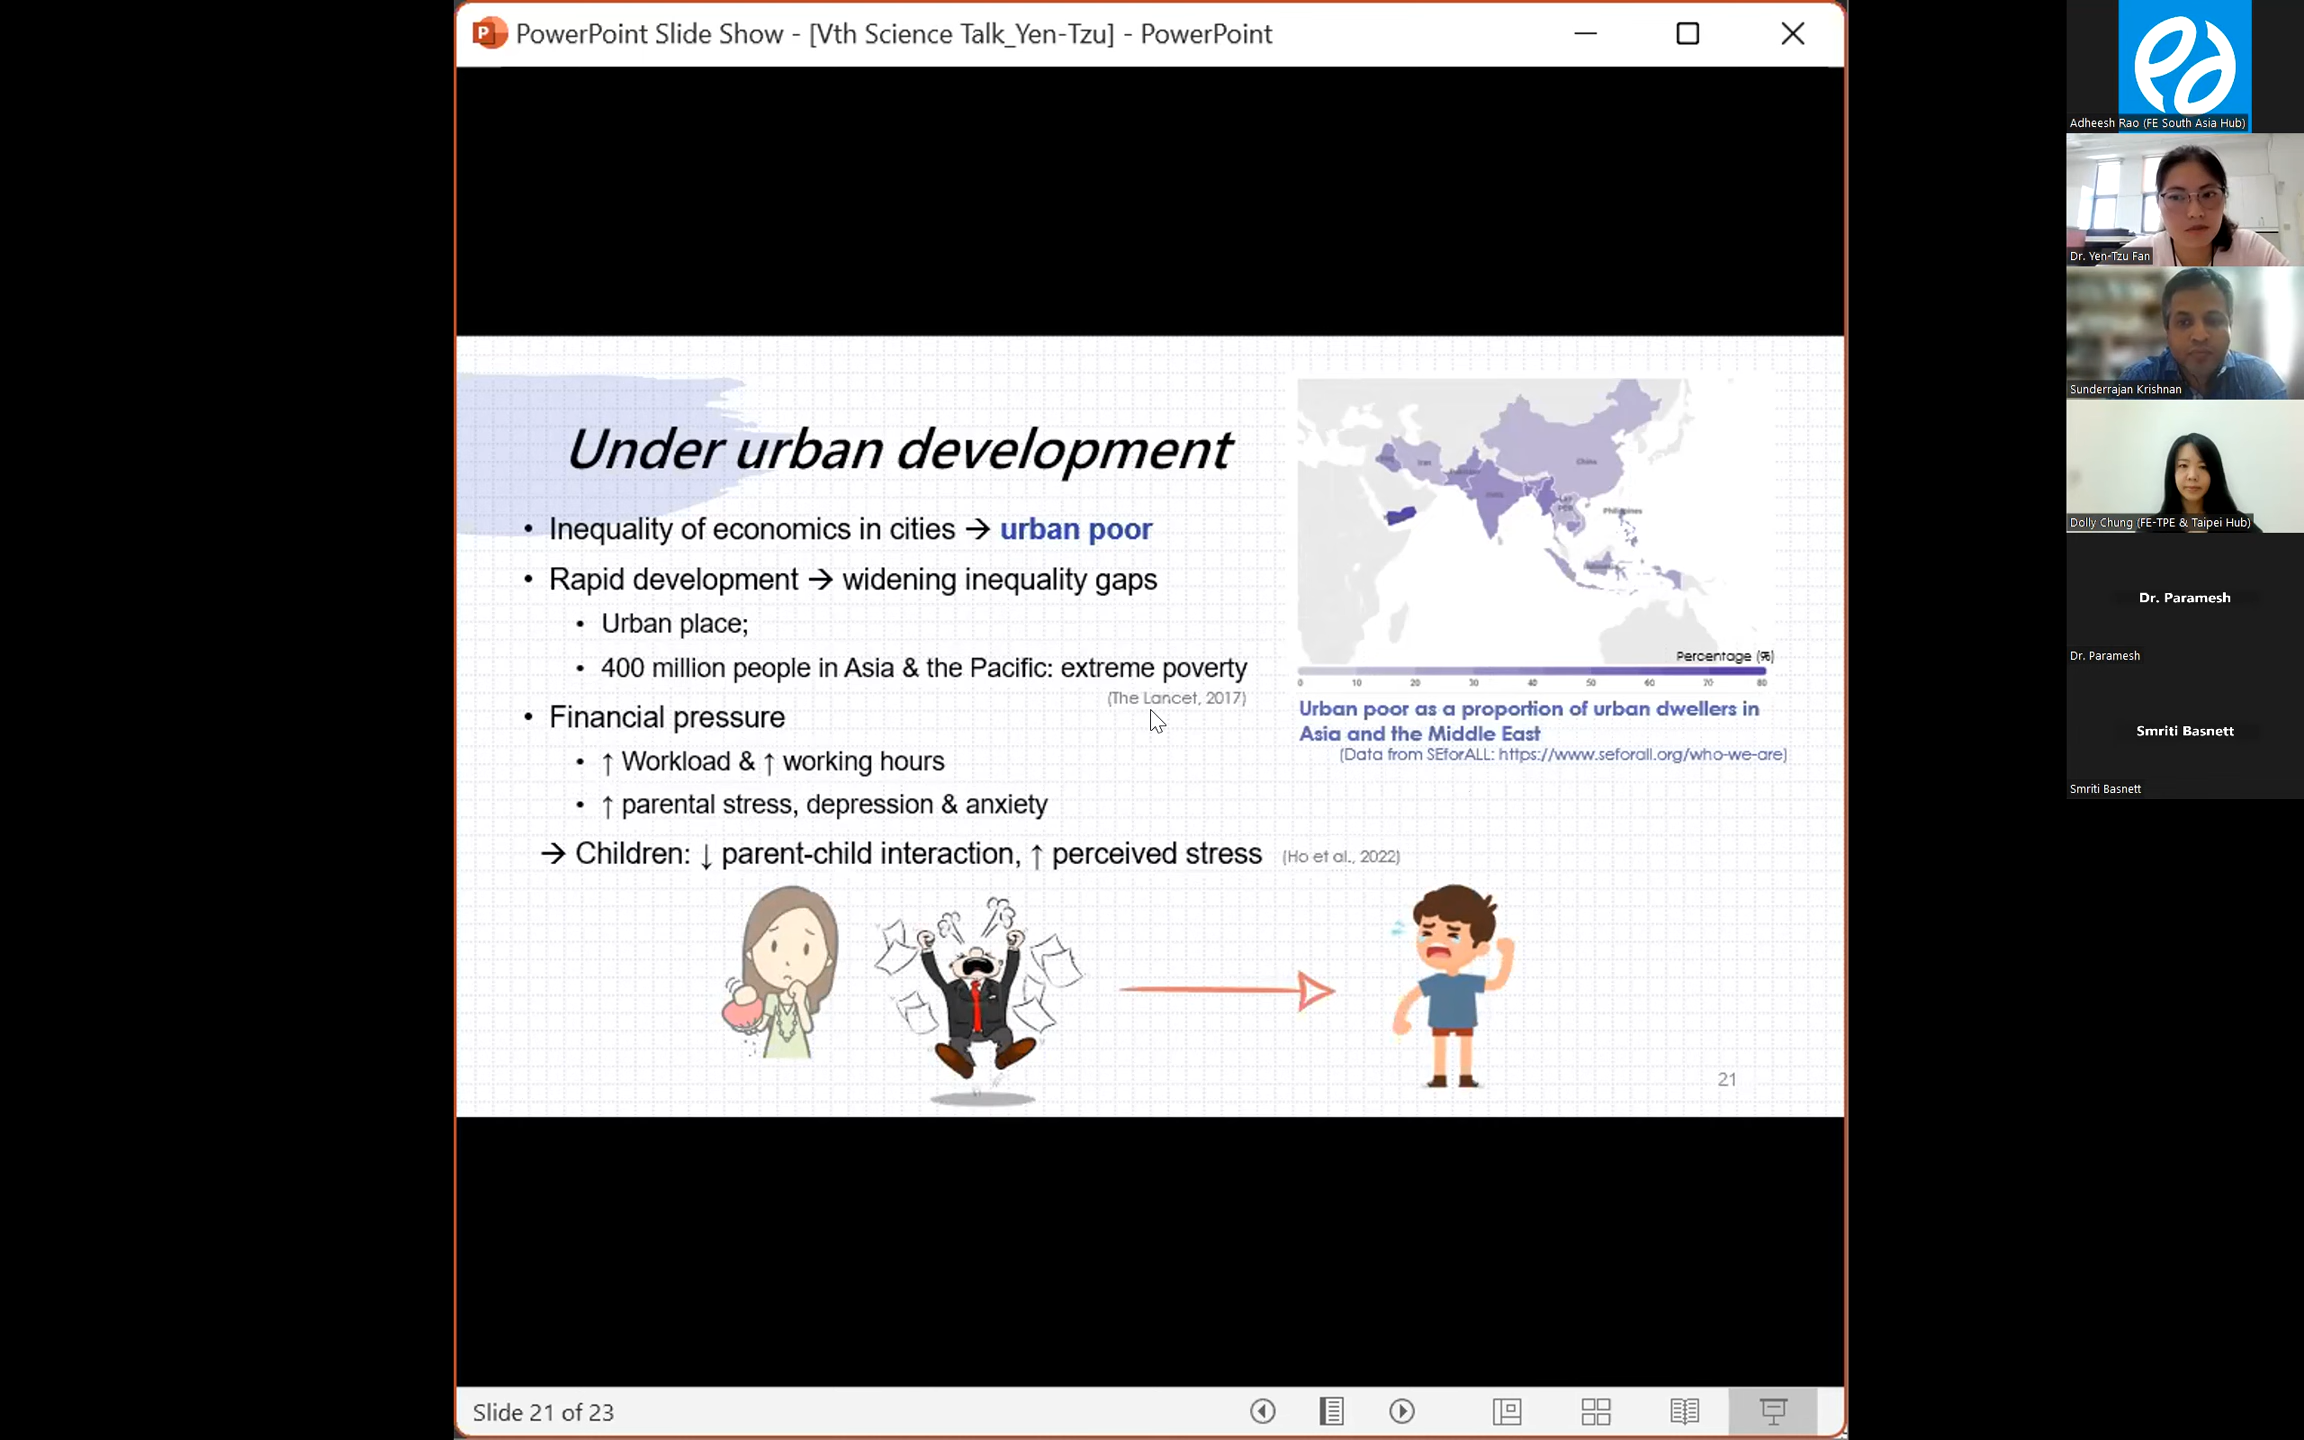 PowerPoint Slide Show - [Vth Science Talk_Yen-Tzu] - PowerPoint
Under urban development
• Inequality of economics in cities → urban poor
• Rapid development → widening inequality gaps
• Urban place;
• 400 million people in Asia & the Pacific: extreme poverty
(The Lancet, 2017)
• Financial pressure
• ↑ Workload & ↑ working hours
• ↑ parental stress, depression & anxiety
→ Children: ↓ parent-child interaction, ↑ perceived stress (Ho et al., 2022)
Iran
China
Philippines
Percentage (%)
0 10 20 30 40 50 60 70 80
Urban poor as a proportion of urban dwellers in
Asia and the Middle East
(Data from SEforALL: https://www.seforall.org/who-we-are)
21
Slide 21 of 23
Adheesh Rao (FE South Asia Hub)
Dr. Yen-Tzu Fan
Sunderrajan Krishnan
Dolly Chung (FE-TPE & Taipei Hub)
Dr. Paramesh
Dr. Paramesh
Smriti Basnett
Smriti Basnett